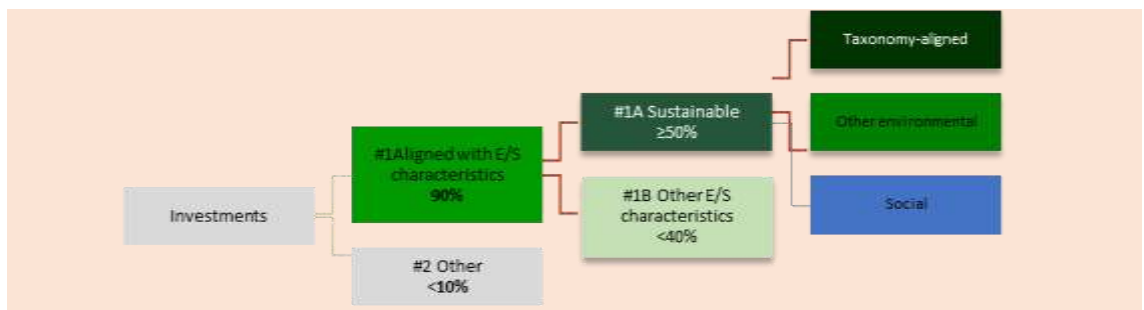 Taxonomy-aligned
#1A Sustainable
≥50%
Other environmental
#1Aligned with E/S
characteristics
90%
#1B Other E/S
characteristics
<40%
Social
Investments
#2 Other
<10%